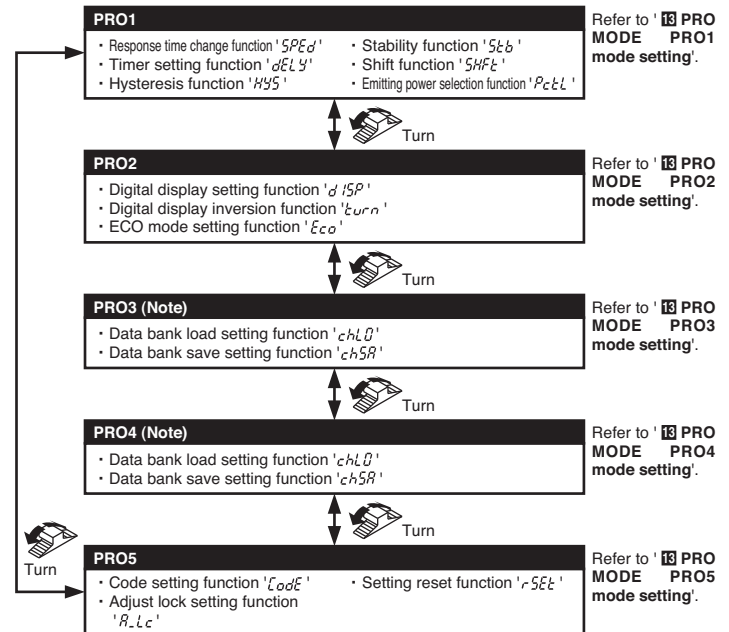 PRO1
・Response time change function 'SPEd'
・Stability function 'Stb'
・Timer setting function 'dELY'
・Shift function 'SHFt'
・Hysteresis function 'HYS'
・Emitting power selection function 'PctL'
Refer to '13 PRO
MODE PRO1
mode setting'.
Turn
PRO2
・Digital display setting function 'dISP'
・Digital display inversion function 'turn'
・ECO mode setting function 'Eco'
Refer to '13 PRO
MODE PRO2
mode setting'.
Turn
PRO3 (Note)
・Data bank load setting function 'chLO'
・Data bank save setting function 'chSA'
Refer to '13 PRO
MODE PRO3
mode setting'.
Turn
PRO4 (Note)
・Data bank load setting function 'chLO'
・Data bank save setting function 'chSA'
Refer to '13 PRO
MODE PRO4
mode setting'.
Turn
Turn
PRO5
・Code setting function 'CodE'
・Setting reset function 'rSEt'
・Adjust lock setting function
'A_Lc'
Refer to '13 PRO
MODE PRO5
mode setting'.